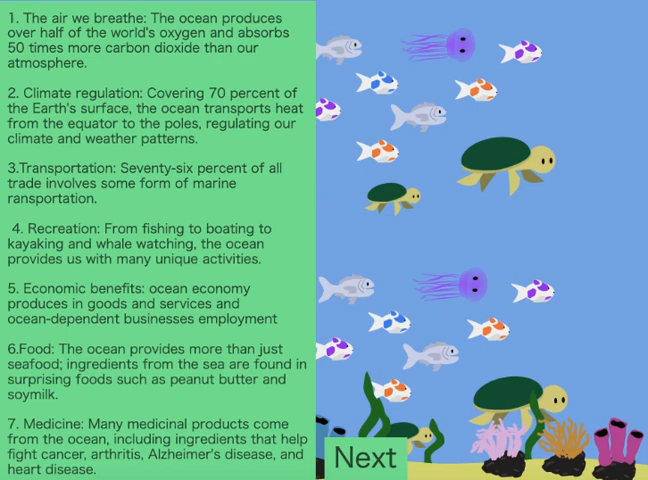 1. The air we breathe: The ocean produces
over half of the world's oxygen and absorbs
50 times more carbon dioxide than our
atmosphere.
2. Climate regulation: Covering 70 percent of
the Earth's surface, the ocean transports heat
from the equator to the poles, regulating our
climate and weather patterns.
3.Transportation: Seventy-six percent of all
trade involves some form of marine
ransportation.
4. Recreation: From fishing to boating to
kayaking and whale watching, the ocean
provides us with many unique activities.
5. Economic benefits: ocean economy
produces in goods and services and
ocean-dependent businesses employment
6.Food: The ocean provides more than just
seafood; ingredients from the sea are found in
surprising foods such as peanut butter and
soymilk.
7. Medicine: Many medicinal products come
from the ocean, including ingredients that help
fight cancer, arthritis, Alzheimer's disease, and
heart disease.
Next